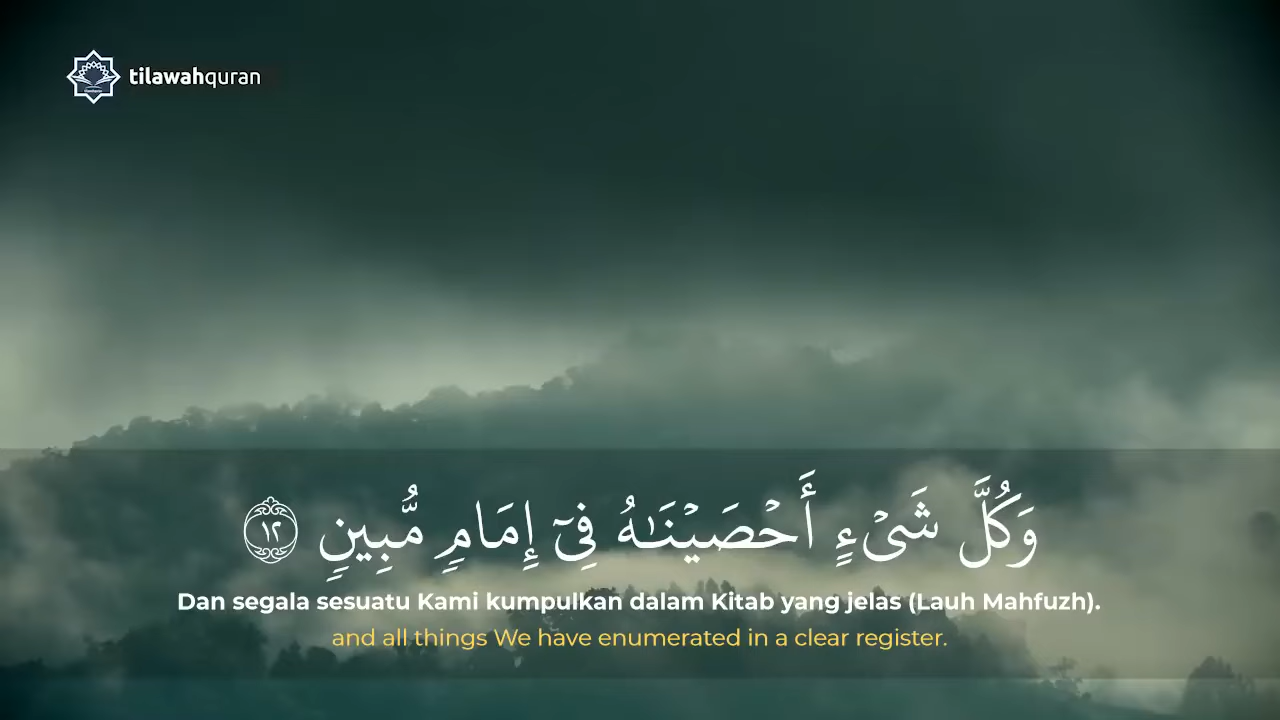 tilawahquran
وَكُلَّ شَىْءٍ أَحْصَيْنَـٰهُ فِىٓ إِمَامٍ مُّبِينٍ ١٢
Dan segala sesuatu Kami kumpulkan dalam Kitab yang jelas (Lauh Mahfuzh).
and all things We have enumerated in a clear register.